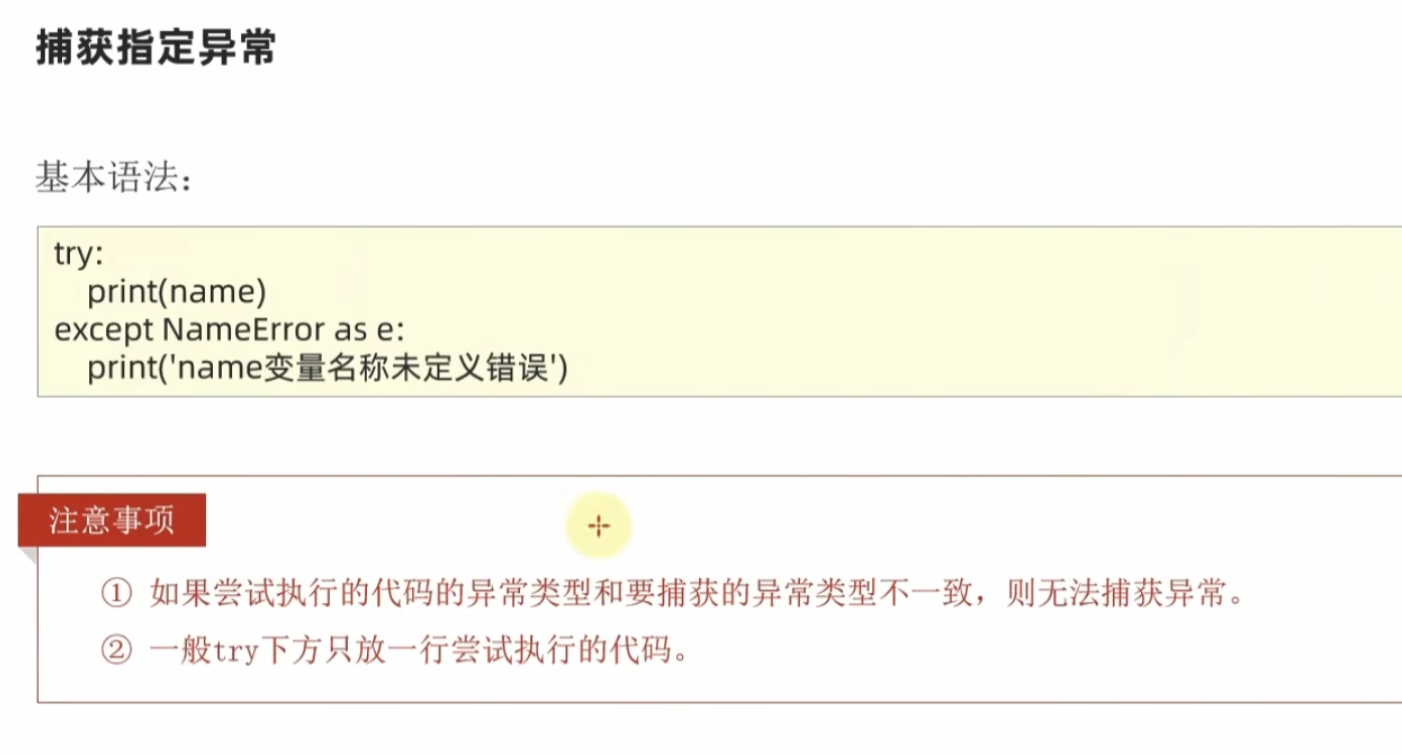 捕获指定异常
基本语法：
try:
    print(name)
except NameError as e:
    print('name变量名称未定义错误')
注意事项
① 如果尝试执行的代码的异常类型和要捕获的异常类型不一致，则无法捕获异常。
② 一般try下方只放一行尝试执行的代码。